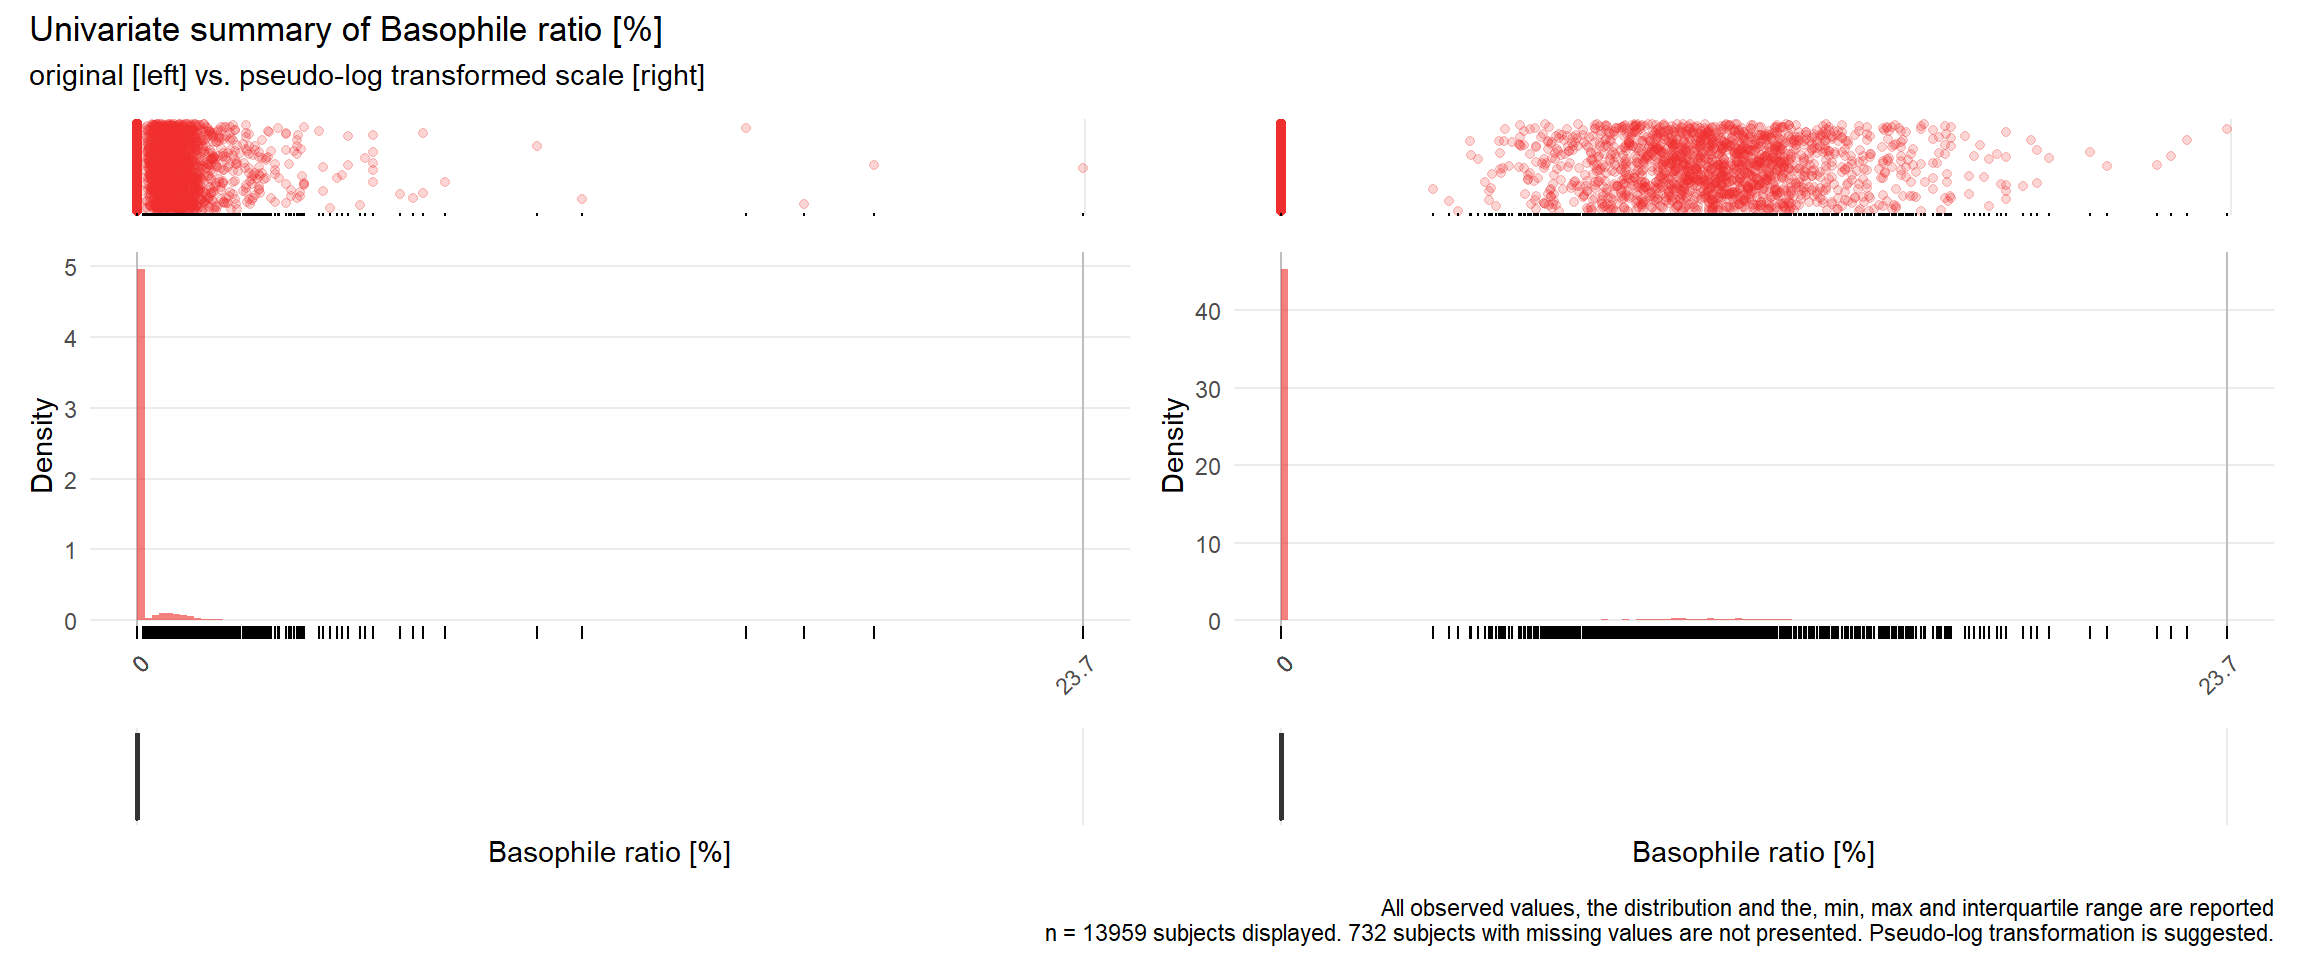 Univariate summary of Basophile ratio [%]
original [left] vs. pseudo-log transformed scale [right]
Density
5
4
3
2
1
0
0
23.7
Basophile ratio [%]
Density
40
30
20
10
0
0
23.7
Basophile ratio [%]
All observed values, the distribution and the, min, max and interquartile range are reported
n = 13959 subjects displayed. 732 subjects with missing values are not presented. Pseudo-log transformation is suggested.